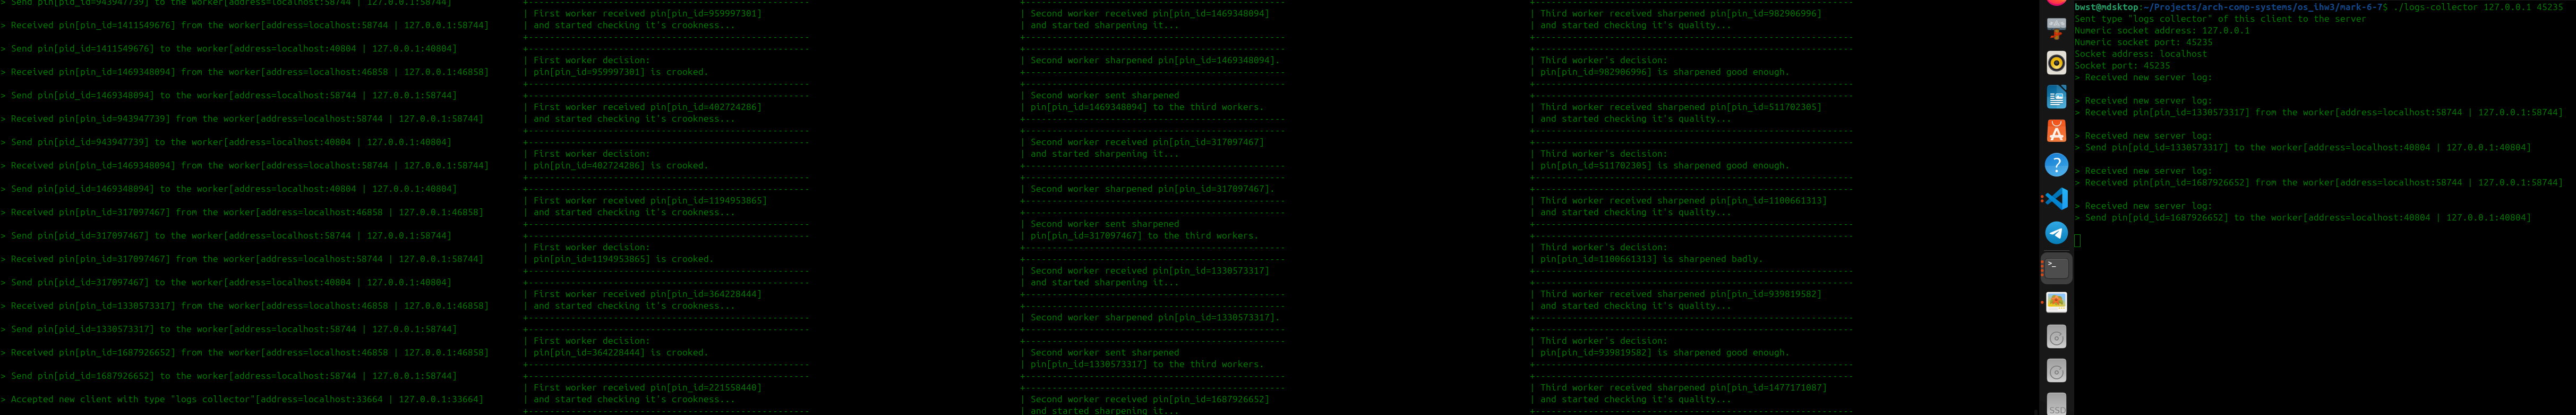 > Send pin[pid_id=943947739] to the worker[address=localhost:40804 | 127.0.0.1:40804]
> Received pin[pin_id=1411549676] from the worker[address=localhost:58744 | 127.0.0.1:58744]
> Send pin[pid_id=1411549676] to the worker[address=localhost:40804 | 127.0.0.1:40804]
> Received pin[pin_id=1469348094] from the worker[address=localhost:46858 | 127.0.0.1:46858]
> Send pin[pid_id=1469348094] to the worker[address=localhost:58744 | 127.0.0.1:58744]
> Received pin[pin_id=943947739] from the worker[address=localhost:58744 | 127.0.0.1:58744]
> Send pin[pid_id=943947739] to the worker[address=localhost:40804 | 127.0.0.1:40804]
> Received pin[pin_id=1469348094] from the worker[address=localhost:58744 | 127.0.0.1:58744]
> Send pin[pid_id=1469348094] to the worker[address=localhost:40804 | 127.0.0.1:40804]
> Received pin[pin_id=317097467] from the worker[address=localhost:46858 | 127.0.0.1:46858]
> Send pin[pid_id=317097467] to the worker[address=localhost:58744 | 127.0.0.1:58744]
> Received pin[pin_id=317097467] from the worker[address=localhost:58744 | 127.0.0.1:58744]
> Send pin[pid_id=317097467] to the worker[address=localhost:40804 | 127.0.0.1:40804]
> Received pin[pin_id=1330573317] from the worker[address=localhost:46858 | 127.0.0.1:46858]
> Send pin[pid_id=1330573317] to the worker[address=localhost:58744 | 127.0.0.1:58744]
> Received pin[pin_id=1687926652] from the worker[address=localhost:46858 | 127.0.0.1:46858]
> Send pin[pid_id=1687926652] to the worker[address=localhost:58744 | 127.0.0.1:58744]
> Accepted new client with type "logs collector"[address=localhost:33664 | 127.0.0.1:33664]
| First worker received pin[pin_id=959997301]
| and started checking it's crookness...
| First worker decision:
| pin[pin_id=959997301] is crooked.
| First worker received pin[pin_id=402724286]
| and started checking it's crookness...
| First worker decision:
| pin[pin_id=402724286] is crooked.
| First worker received pin[pin_id=1194953865]
| and started checking it's crookness...
| First worker decision:
| pin[pin_id=1194953865] is crooked.
| First worker received pin[pin_id=364228444]
| and started checking it's crookness...
| First worker decision:
| pin[pin_id=364228444] is crooked.
| First worker received pin[pin_id=221558440]
| and started checking it's crookness...
| Second worker received pin[pin_id=1469348094]
| and started sharpening it...
| Second worker sharpened pin[pin_id=1469348094].
| Second worker sent sharpened
| pin[pin_id=1469348094] to the third workers.
| Second worker received pin[pin_id=317097467]
| and started sharpening it...
| Second worker sharpened pin[pin_id=317097467].
| Second worker sent sharpened
| pin[pin_id=317097467] to the third workers.
| Second worker received pin[pin_id=1330573317]
| and started sharpening it...
| Second worker sharpened pin[pin_id=1330573317].
| Second worker sent sharpened
| pin[pin_id=1330573317] to the third workers.
| Second worker received pin[pin_id=1687926652]
| and started sharpening it...
| Third worker received sharpened pin[pin_id=982906996]
| and started checking it's quality...
| Third worker's decision:
| pin[pin_id=982906996] is sharpened good enough.
| Third worker received sharpened pin[pin_id=511702305]
| and started checking it's quality...
| Third worker's decision:
| pin[pin_id=511702305] is sharpened good enough.
| Third worker received sharpened pin[pin_id=1100661313]
| and started checking it's quality...
| Third worker's decision:
| pin[pin_id=1100661313] is sharpened badly.
| Third worker received sharpened pin[pin_id=939819582]
| and started checking it's quality...
| Third worker's decision:
| pin[pin_id=939819582] is sharpened good enough.
| Third worker received sharpened pin[pin_id=1477171087]
| and started checking it's quality...
bwst@mdsktop:~/Projects/arch-comp-systems/os_ihw3/mark-6-7$ ./logs-collector 127.0.0.1 45235
Sent type "logs collector" of this client to the server
Numeric socket address: 127.0.0.1
Numeric socket port: 45235
Socket address: localhost
Socket port: 45235
> Received new server log:
> Received new server log:
> Received pin[pin_id=1330573317] from the worker[address=localhost:58744 | 127.0.0.1:58744]
> Received new server log:
> Send pin[pid_id=1330573317] to the worker[address=localhost:40804 | 127.0.0.1:40804]
> Received new server log:
> Received pin[pin_id=1687926652] from the worker[address=localhost:58744 | 127.0.0.1:58744]
> Received new server log:
> Send pin[pid_id=1687926652] to the worker[address=localhost:40804 | 127.0.0.1:40804]
SSD